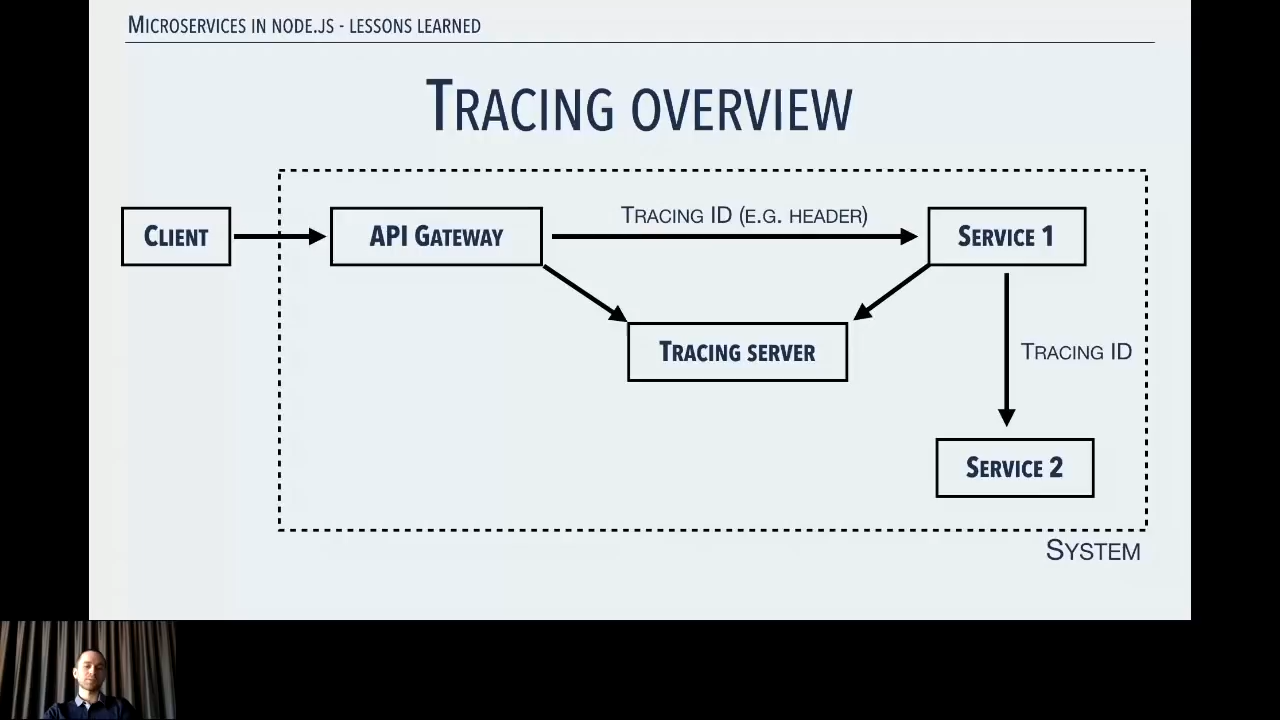 Microservices in node.js - lessons learned
Tracing overview
Client
API Gateway
Tracing ID (e.g. header)
Service 1
Tracing server
Tracing ID
Service 2
System